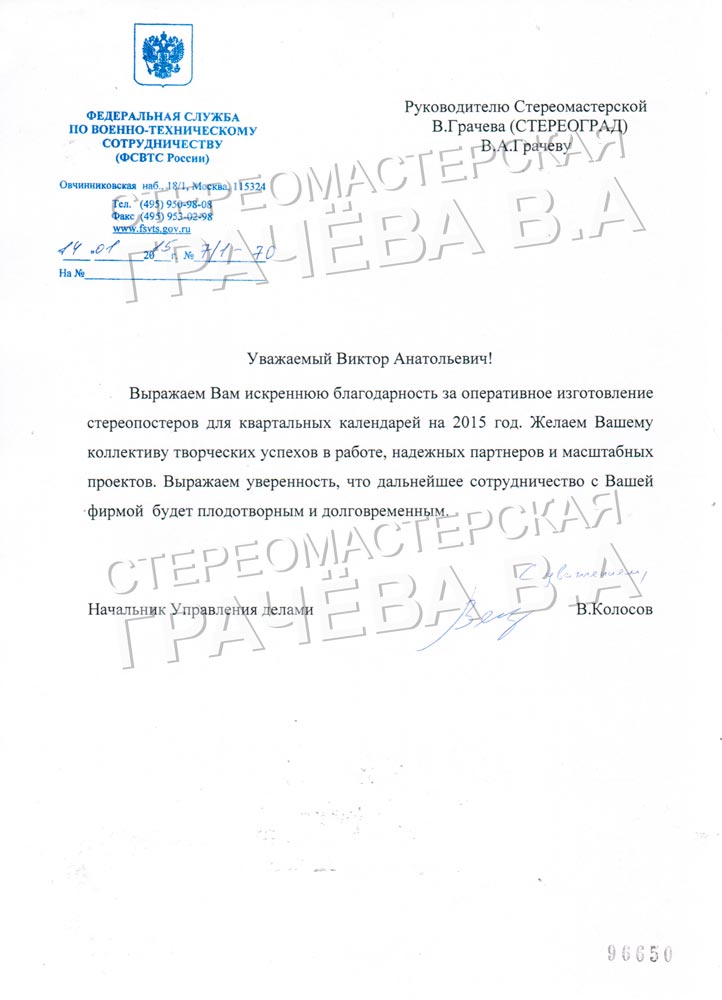 ФЕДЕРАЛЬНАЯ СЛУЖБА
ПО ВОЕННО-ТЕХНИЧЕСКОМУ
СОТРУДНИЧЕСТВУ
(ФСВТС России)
Овчинниковская наб., 18/1, Москва, 115324
Тел. (495) 950-98-08
Факс (495) 953-02-98
www.fsvts.gov.ru
14 .01 2015 г. № 7/1-70
На №
Руководителю Стереомастерской
В.Грачева (СТЕРЕОГРАД)
В.А.Грачеву
СТЕРЕОМАСТЕРСКАЯ
ГРАЧЁВА В.А
Уважаемый Виктор Анатольевич!
Выражаем Вам искреннюю благодарность за оперативное изготовление
стереопостеров для квартальных календарей на 2015 год. Желаем Вашему
коллективу творческих успехов в работе, надежных партнеров и масштабных
проектов. Выражаем уверенность, что дальнейшее сотрудничество с Вашей
фирмой будет плодотворным и долговременным.
СТЕРЕОМАСТЕРСКАЯ
ГРАЧЁВА В.А
С уважением,
Начальник Управления делами В.Колосов
96650